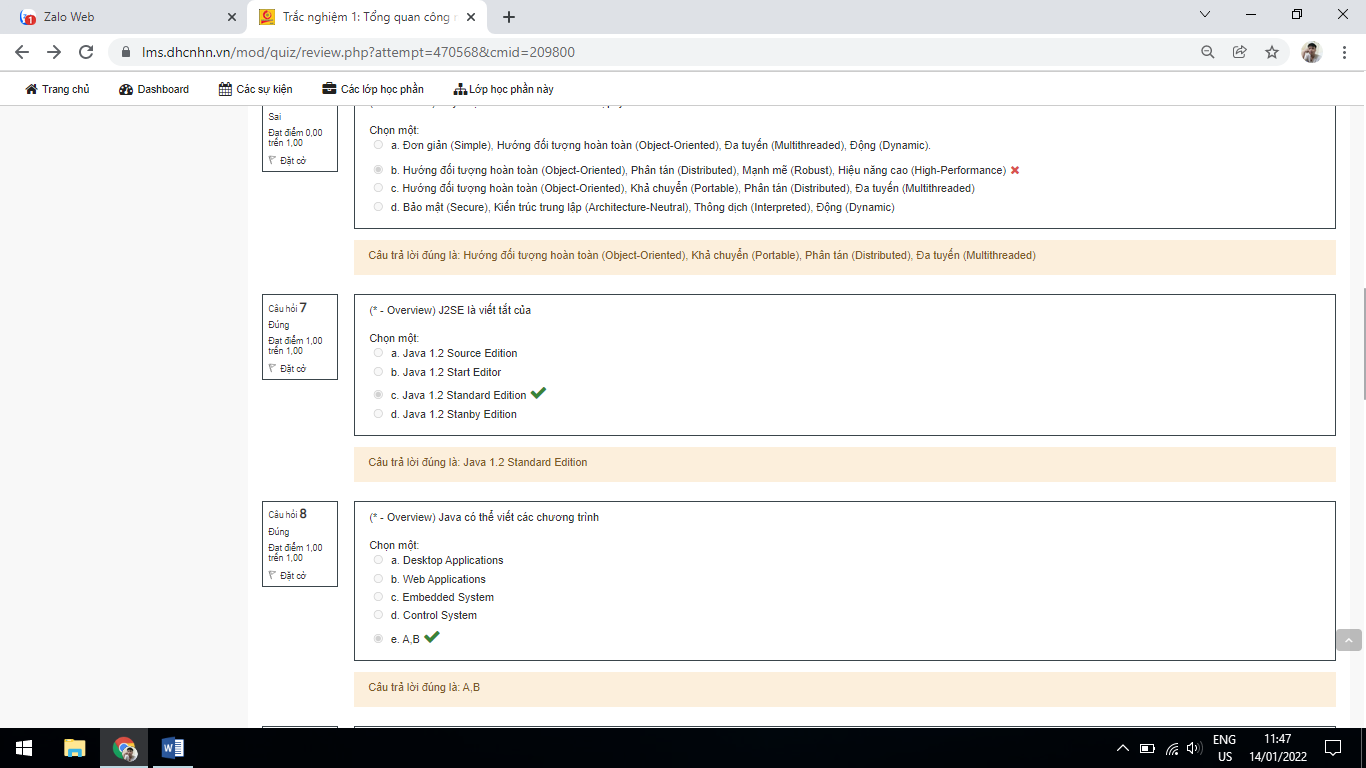 Zalo Web
Trắc nghiệm 1: Tổng quan công
lms.dhcnhn.vn/mod/quiz/review.php?attempt=470568&cmid=209800
Trang chủ
Dashboard
Các sự kiện
Các lớp học phần
Lớp học phần này
Sai
Đạt điểm 0,00
trên 1,00
Đặt cờ
Chọn một:
a. Đơn giản (Simple), Hướng đối tượng hoàn toàn (Object-Oriented), Đa tuyến (Multithreaded), Động (Dynamic).
b. Hướng đối tượng hoàn toàn (Object-Oriented), Phân tán (Distributed), Mạnh mẽ (Robust), Hiệu năng cao (High-Performance)
c. Hướng đối tượng hoàn toàn (Object-Oriented), Khả chuyển (Portable), Phân tán (Distributed), Đa tuyến (Multithreaded)
d. Bảo mật (Secure), Kiến trúc trung lập (Architecture-Neutral), Thông dịch (Interpreted), Động (Dynamic)
Câu trả lời đúng là: Hướng đối tượng hoàn toàn (Object-Oriented), Khả chuyển (Portable), Phân tán (Distributed), Đa tuyến (Multithreaded)
Câu hỏi 7
Đúng
Đạt điểm 1,00
trên 1,00
Đặt cờ
(* - Overview) J2SE là viết tắt của
Chọn một:
a. Java 1.2 Source Edition
b. Java 1.2 Start Editor
c. Java 1.2 Standard Edition
d. Java 1.2 Stanby Edition
Câu trả lời đúng là: Java 1.2 Standard Edition
Câu hỏi 8
Đúng
Đạt điểm 1,00
trên 1,00
Đặt cờ
(* - Overview) Java có thể viết các chương trình
Chọn một:
a. Desktop Applications
b. Web Applications
c. Embedded System
d. Control System
e. A,B
Câu trả lời đúng là: A,B
ENG
US
11:47
14/01/2022